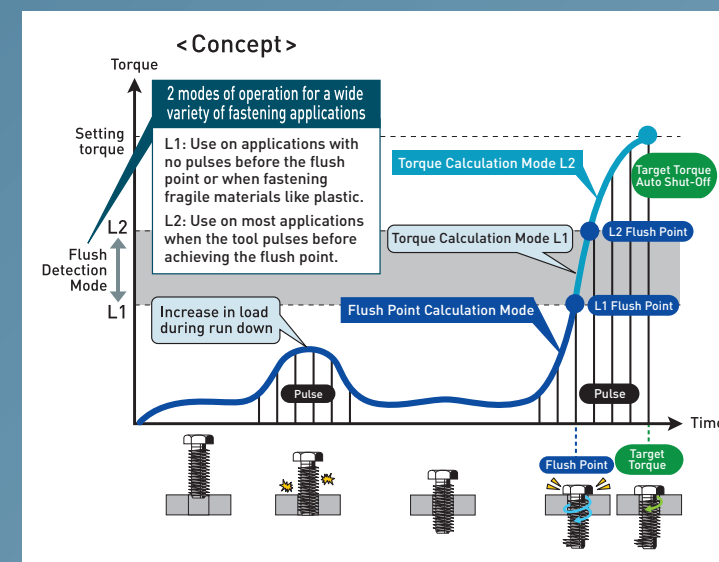 <Concept>
Torque
2 modes of operation for a wide
variety of fastening applications
L1: Use on applications with
no pulses before the flush
point or when fastening
fragile materials like plastic.
L2: Use on most applications
when the tool pulses before
achieving the flush point.
Setting
torque
Torque Calculation Mode L2
Target Torque
Auto Shut-Off
L2
L2 Flush Point
Torque Calculation Mode L1
Flush
Detection
Mode
L1
L1 Flush Point
Increase in load
during run down
Flush Point Calculation Mode
Pulse
Pulse
Time
Flush Point
Target
Torque